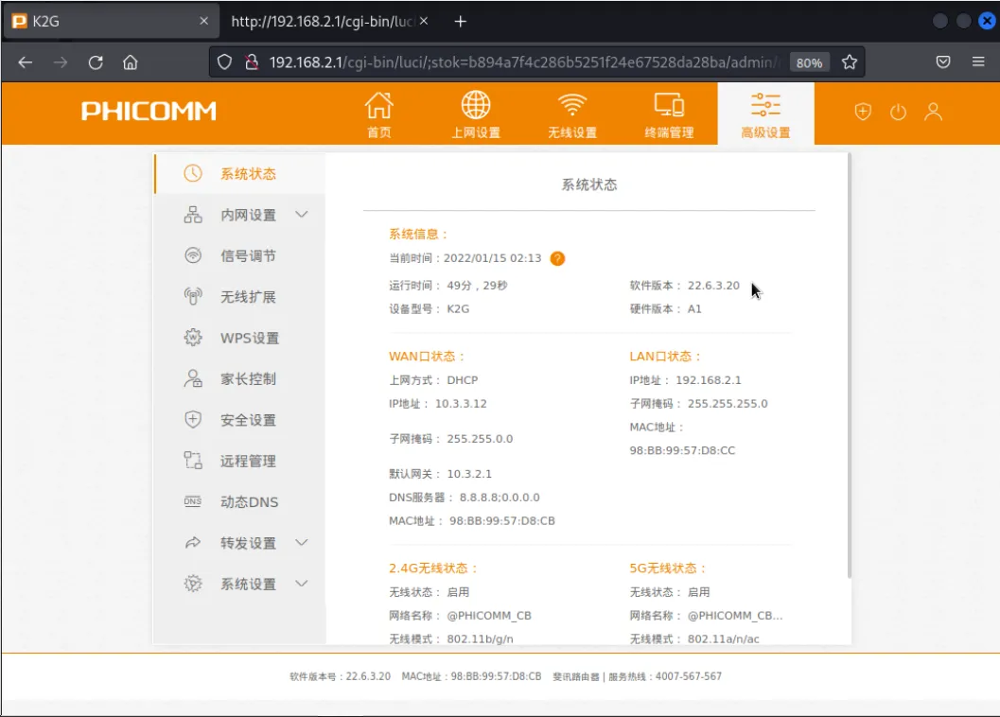 K2G
http://192.168.2.1/cgi-bin/luc
192.168.2.1/cgi-bin/luci/;stok=b894a7f4c286b5251f24e67528da28ba/admin/
80%
PHICOMM
首页
上网设置
无线设置
终端管理
高级设置
系统状态
内网设置
信号调节
无线扩展
WPS设置
家长控制
安全设置
远程管理
DNS 动态DNS
转发设置
系统设置
系统状态
系统信息：
当前时间：2022/01/15 02:13 ?
运行时间： 49分，29秒
软件版本： 22.6.3.20
设备型号： K2G
硬件版本： A1
WAN口状态：
上网方式： DHCP
IP地址： 10.3.3.12
子网掩码： 255.255.0.0
默认网关： 10.3.2.1
DNS服务器： 8.8.8.8;0.0.0.0
MAC地址： 98:BB:99:57:D8:CB
LAN口状态：
IP地址： 192.168.2.1
子网掩码： 255.255.255.0
MAC地址：
98:BB:99:57:D8:CC
2.4G无线状态：
无线状态： 启用
网络名称： @PHICOMM_CB
无线模式： 802.11b/g/n
5G无线状态：
无线状态： 启用
网络名称： @PHICOMM_CB...
无线模式： 802.11a/n/ac
软件版本号：22.6.3.20 MAC地址：98:BB:99:57:D8:CB 斐讯路由器 | 服务热线：4007-567-567